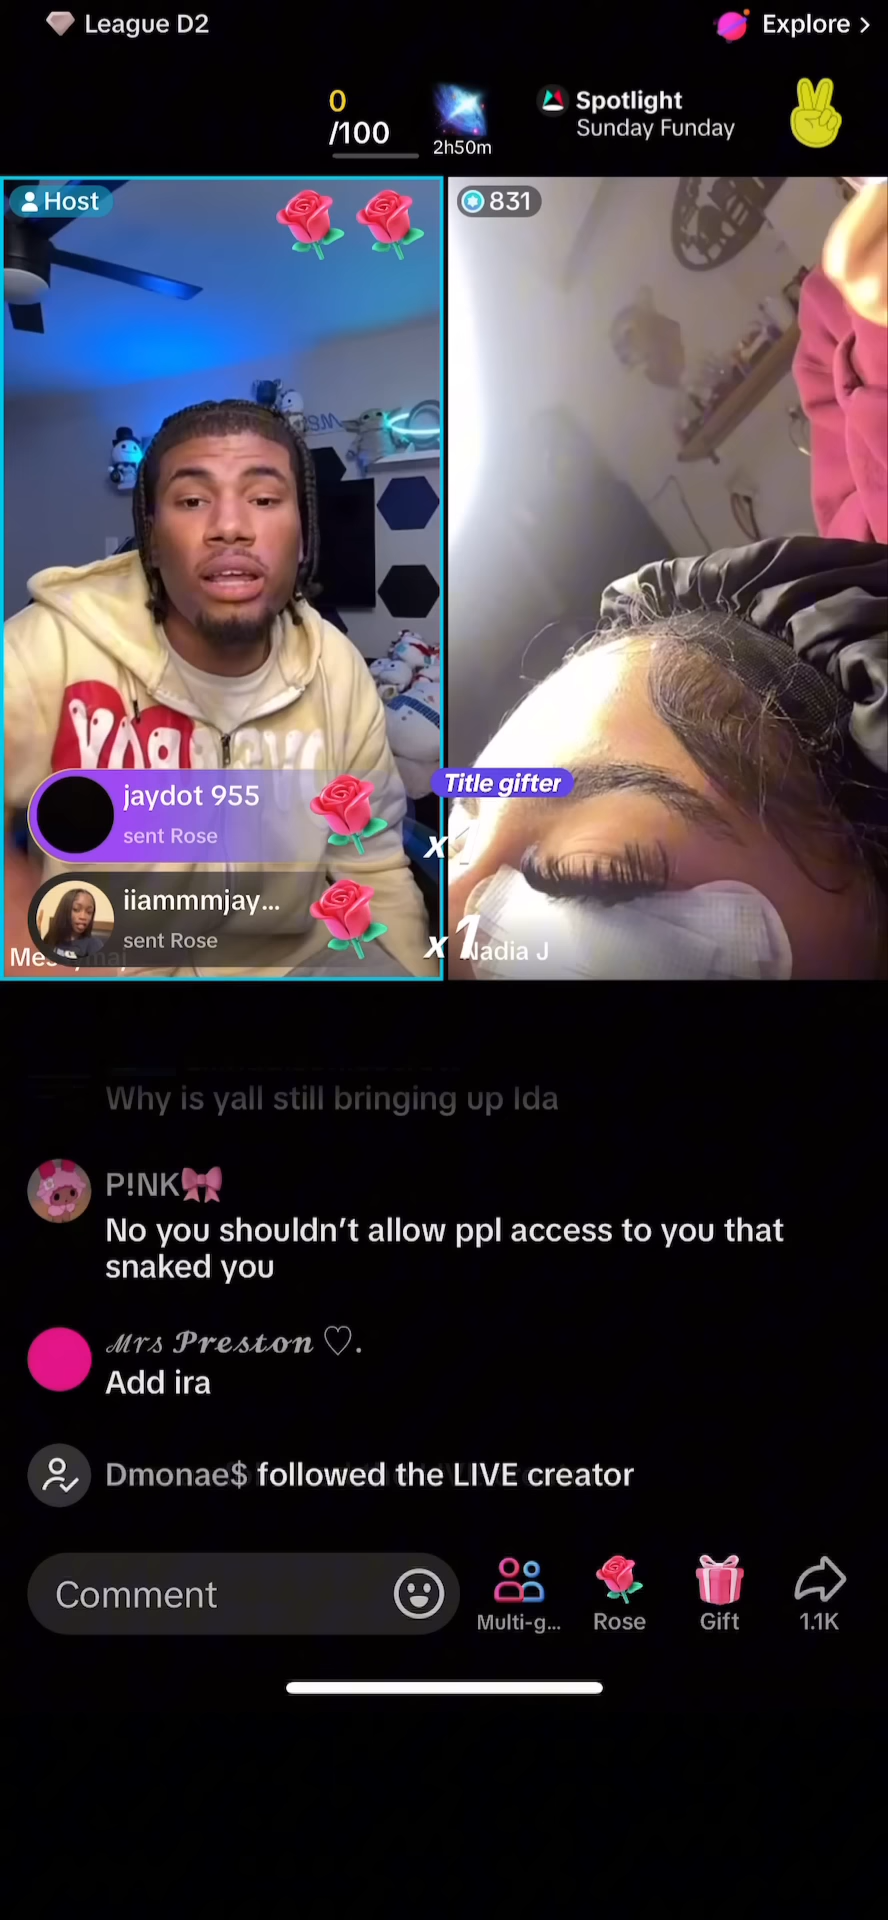 League D2
Explore >
0
/100
2h50m
Spotlight
Sunday Funday
Host
831
jaydot 955
sent Rose
Title gifter
x1
iiammmjay...
sent Rose
x1
Nadia J
Why is yall still bringing up Ida
P!NK🎀
No you shouldn't allow ppl access to you that
snaked you
𝓜𝓻𝓼 𝓟𝓻𝓮𝓼𝓽𝓸𝓷 ♡.
Add ira
Dmonae$ followed the LIVE creator
Comment
Multi-g...
Rose
Gift
1.1K